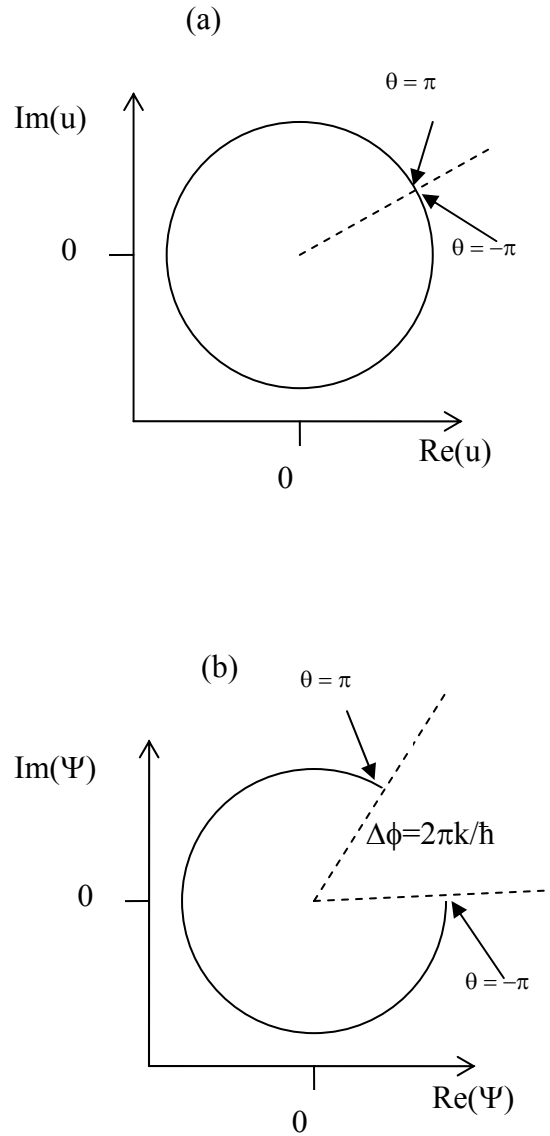 (a)
θ = π
Im(u)
0
θ = −π
Re(u)
0
(b)
θ = π
Im(Ψ)
Δϕ=2πk/ħ
0
θ = −π
Re(Ψ)
0